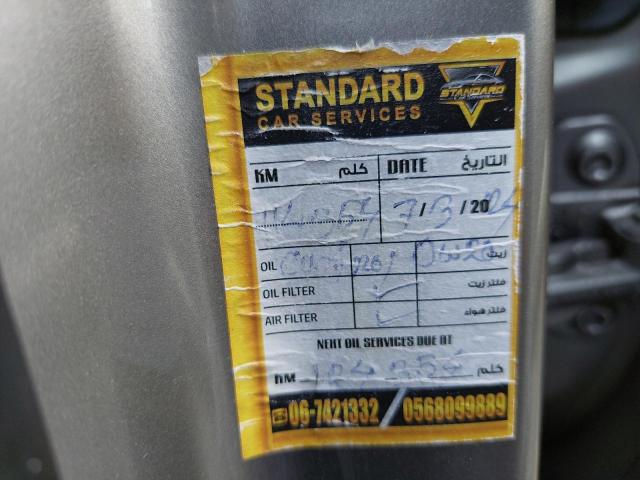 STANDARD
CAR SERVICES
STANDARD
KM كلم DATE التاريخ
7/3/2024
OIL زيت
OIL FILTER ✓ فلتر زيت
AIR FILTER ✓ فلتر هواء
NEXT OIL SERVICES DUE AT
KM كلم
06-7421332 / 0568099889